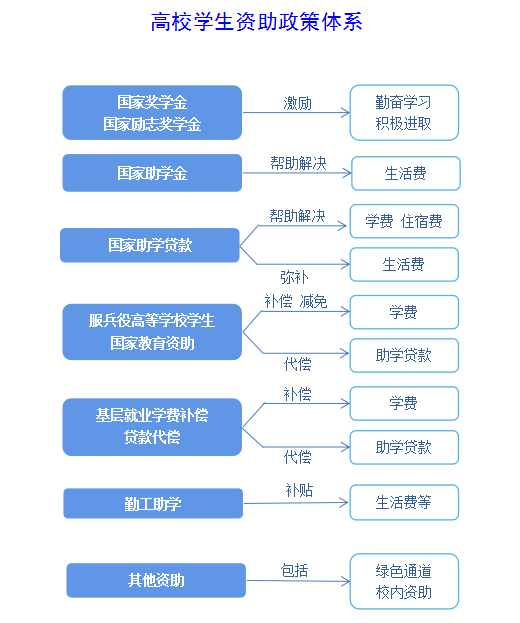 高校学生资助政策体系
国家奖学金
国家励志奖学金
激励
勤奋学习
积极进取
国家助学金
帮助解决
生活费
国家助学贷款
帮助解决
学费 住宿费
弥补
生活费
服兵役高等学校学生
国家教育资助
补偿 减免
学费
代偿
助学贷款
基层就业学费补偿
贷款代偿
补偿
学费
代偿
助学贷款
勤工助学
补贴
生活费等
其他资助
包括
绿色通道
校内资助